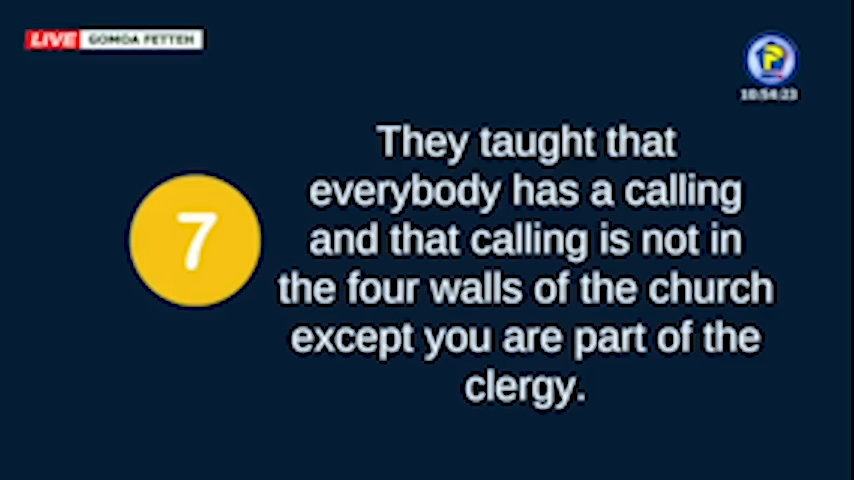 LIVE GOMOA FETTEH
10:54:23
7
They taught that
everybody has a calling
and that calling is not in
the four walls of the church
except you are part of the
clergy.